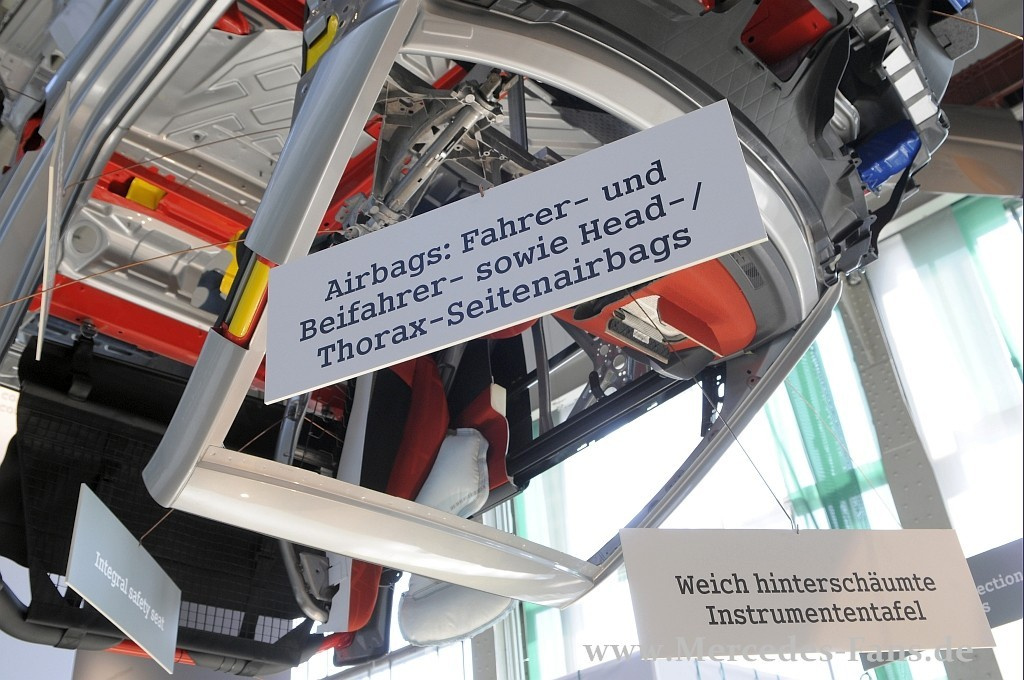 Airbags: Fahrer- und
Beifahrer- sowie Head-/
Thorax-Seitenairbags
Integral safety seat
Weich hinterschäumte
Instrumententafel
www.Mercedes-Fans.de